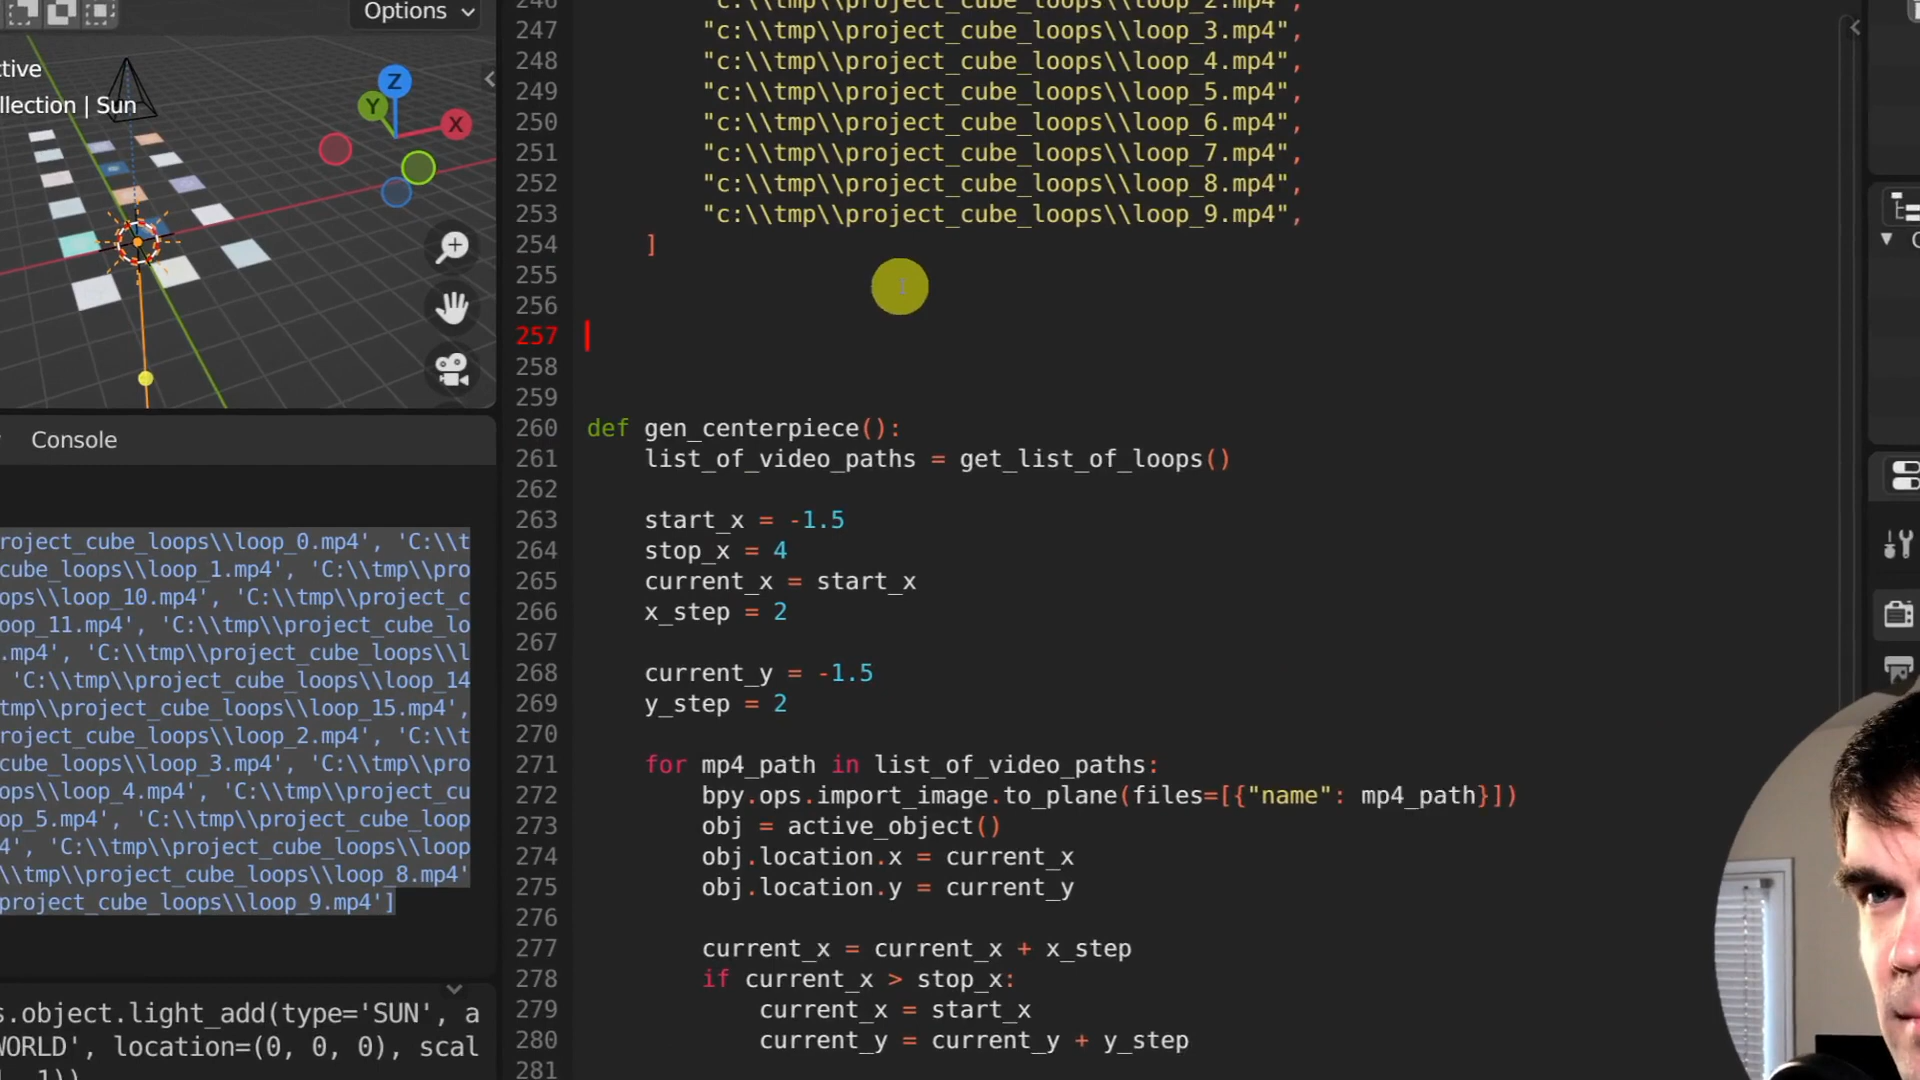 Options
ctive
ollection | Sun
Z
Y
X
Console
roject_cube_loops\\loop_0.mp4', 'C:\\t
cube_loops\\loop_1.mp4', 'C:\\tmp\\pro
ops\\loop_10.mp4', 'C:\\tmp\\project_c
oop_11.mp4', 'C:\\tmp\\project_cube_lo
.mp4', 'C:\\tmp\\project_cube_loops\\l
'C:\\tmp\\project_cube_loops\\loop_14
tmp\\project_cube_loops\\loop_15.mp4',
roject_cube_loops\\loop_2.mp4', 'C:\\t
cube_loops\\loop_3.mp4', 'C:\\tmp\\pro
ops\\loop_4.mp4', 'C:\\tmp\\project_cu
op_5.mp4', 'C:\\tmp\\project_cube_loop
4', 'C:\\tmp\\project_cube_loops\\loop
\\tmp\\project_cube_loops\\loop_8.mp4'
project_cube_loops\\loop_9.mp4']
s.object.light_add(type='SUN', a
WORLD', location=(0, 0, 0), scal
, 1))
246 "c:\\tmp\\project_cube_loops\\loop_2.mp4",
247 "c:\\tmp\\project_cube_loops\\loop_3.mp4",
248 "c:\\tmp\\project_cube_loops\\loop_4.mp4",
249 "c:\\tmp\\project_cube_loops\\loop_5.mp4",
250 "c:\\tmp\\project_cube_loops\\loop_6.mp4",
251 "c:\\tmp\\project_cube_loops\\loop_7.mp4",
252 "c:\\tmp\\project_cube_loops\\loop_8.mp4",
253 "c:\\tmp\\project_cube_loops\\loop_9.mp4",
254 ]
255
256
257
258
259
260 def gen_centerpiece():
261 list_of_video_paths = get_list_of_loops()
262
263 start_x = -1.5
264 stop_x = 4
265 current_x = start_x
266 x_step = 2
267
268 current_y = -1.5
269 y_step = 2
270
271 for mp4_path in list_of_video_paths:
272 bpy.ops.import_image.to_plane(files=[{"name": mp4_path}])
273 obj = active_object()
274 obj.location.x = current_x
275 obj.location.y = current_y
276
277 current_x = current_x + x_step
278 if current_x > stop_x:
279 current_x = start_x
280 current_y = current_y + y_step
281